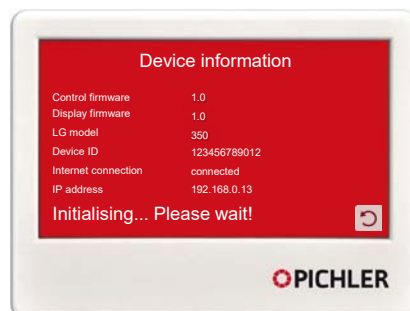 Device information
Control firmware 1.0
Display firmware 1.0
LG model 350
Device ID 123456789012
Internet connection connected
IP address 192.168.0.13
Initialising... Please wait!
PICHLER